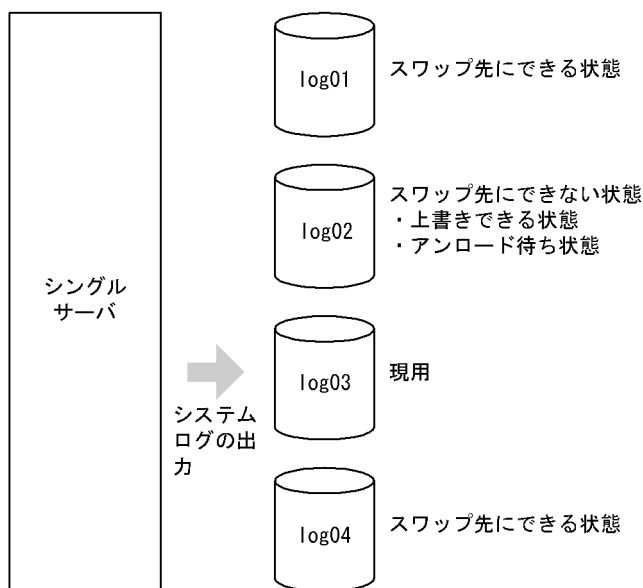 シングル
サーバ
システム
ログの出
力
log01
スワップ先にできる状態
log02
スワップ先にできない状態
・上書きできる状態
・アンロード待ち状態
log03
現用
log04
スワップ先にできる状態